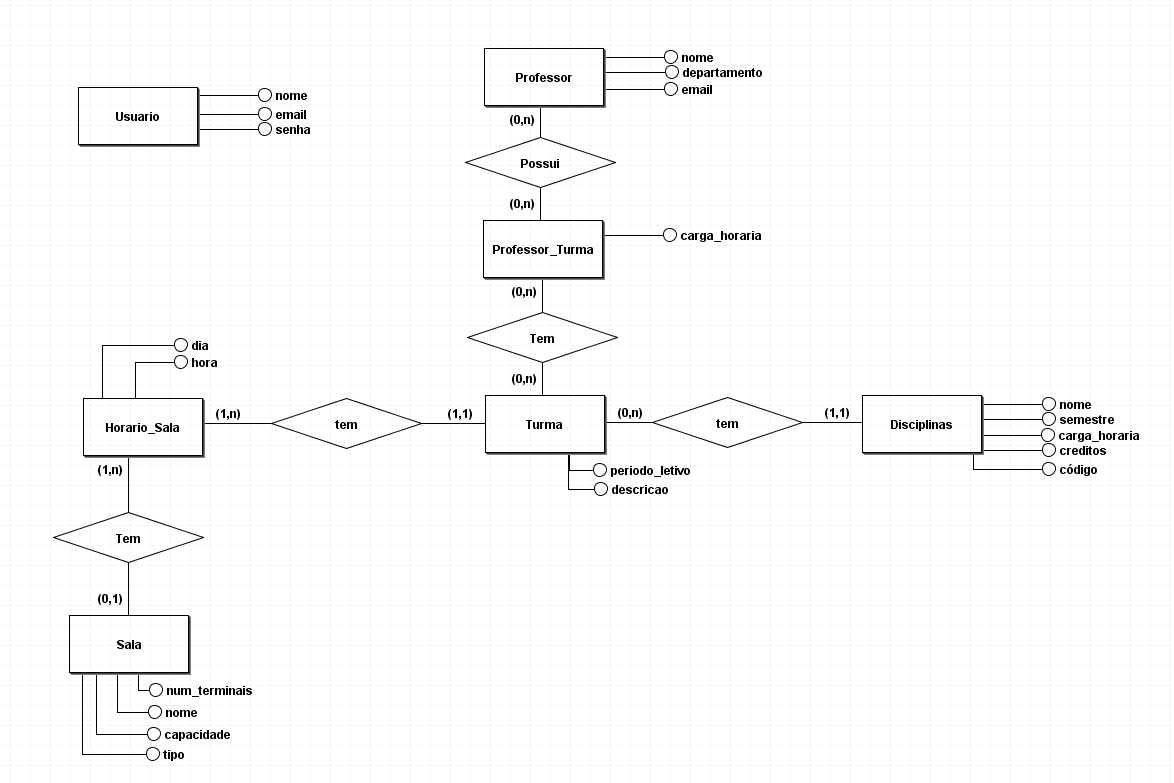 Professor
nome
departamento
email
Usuario
nome
email
senha
(0,n)
Possui
(0,n)
Professor_Turma
carga_horaria
(0,n)
Tem
(0,n)
dia
hora
Horario_Sala
(1,n)
tem
(1,1)
Turma
(0,n)
tem
(1,1)
Disciplinas
nome
semestre
carga_horaria
creditos
código
periodo_letivo
descricao
(1,n)
Tem
(0,1)
Sala
num_terminais
nome
capacidade
tipo